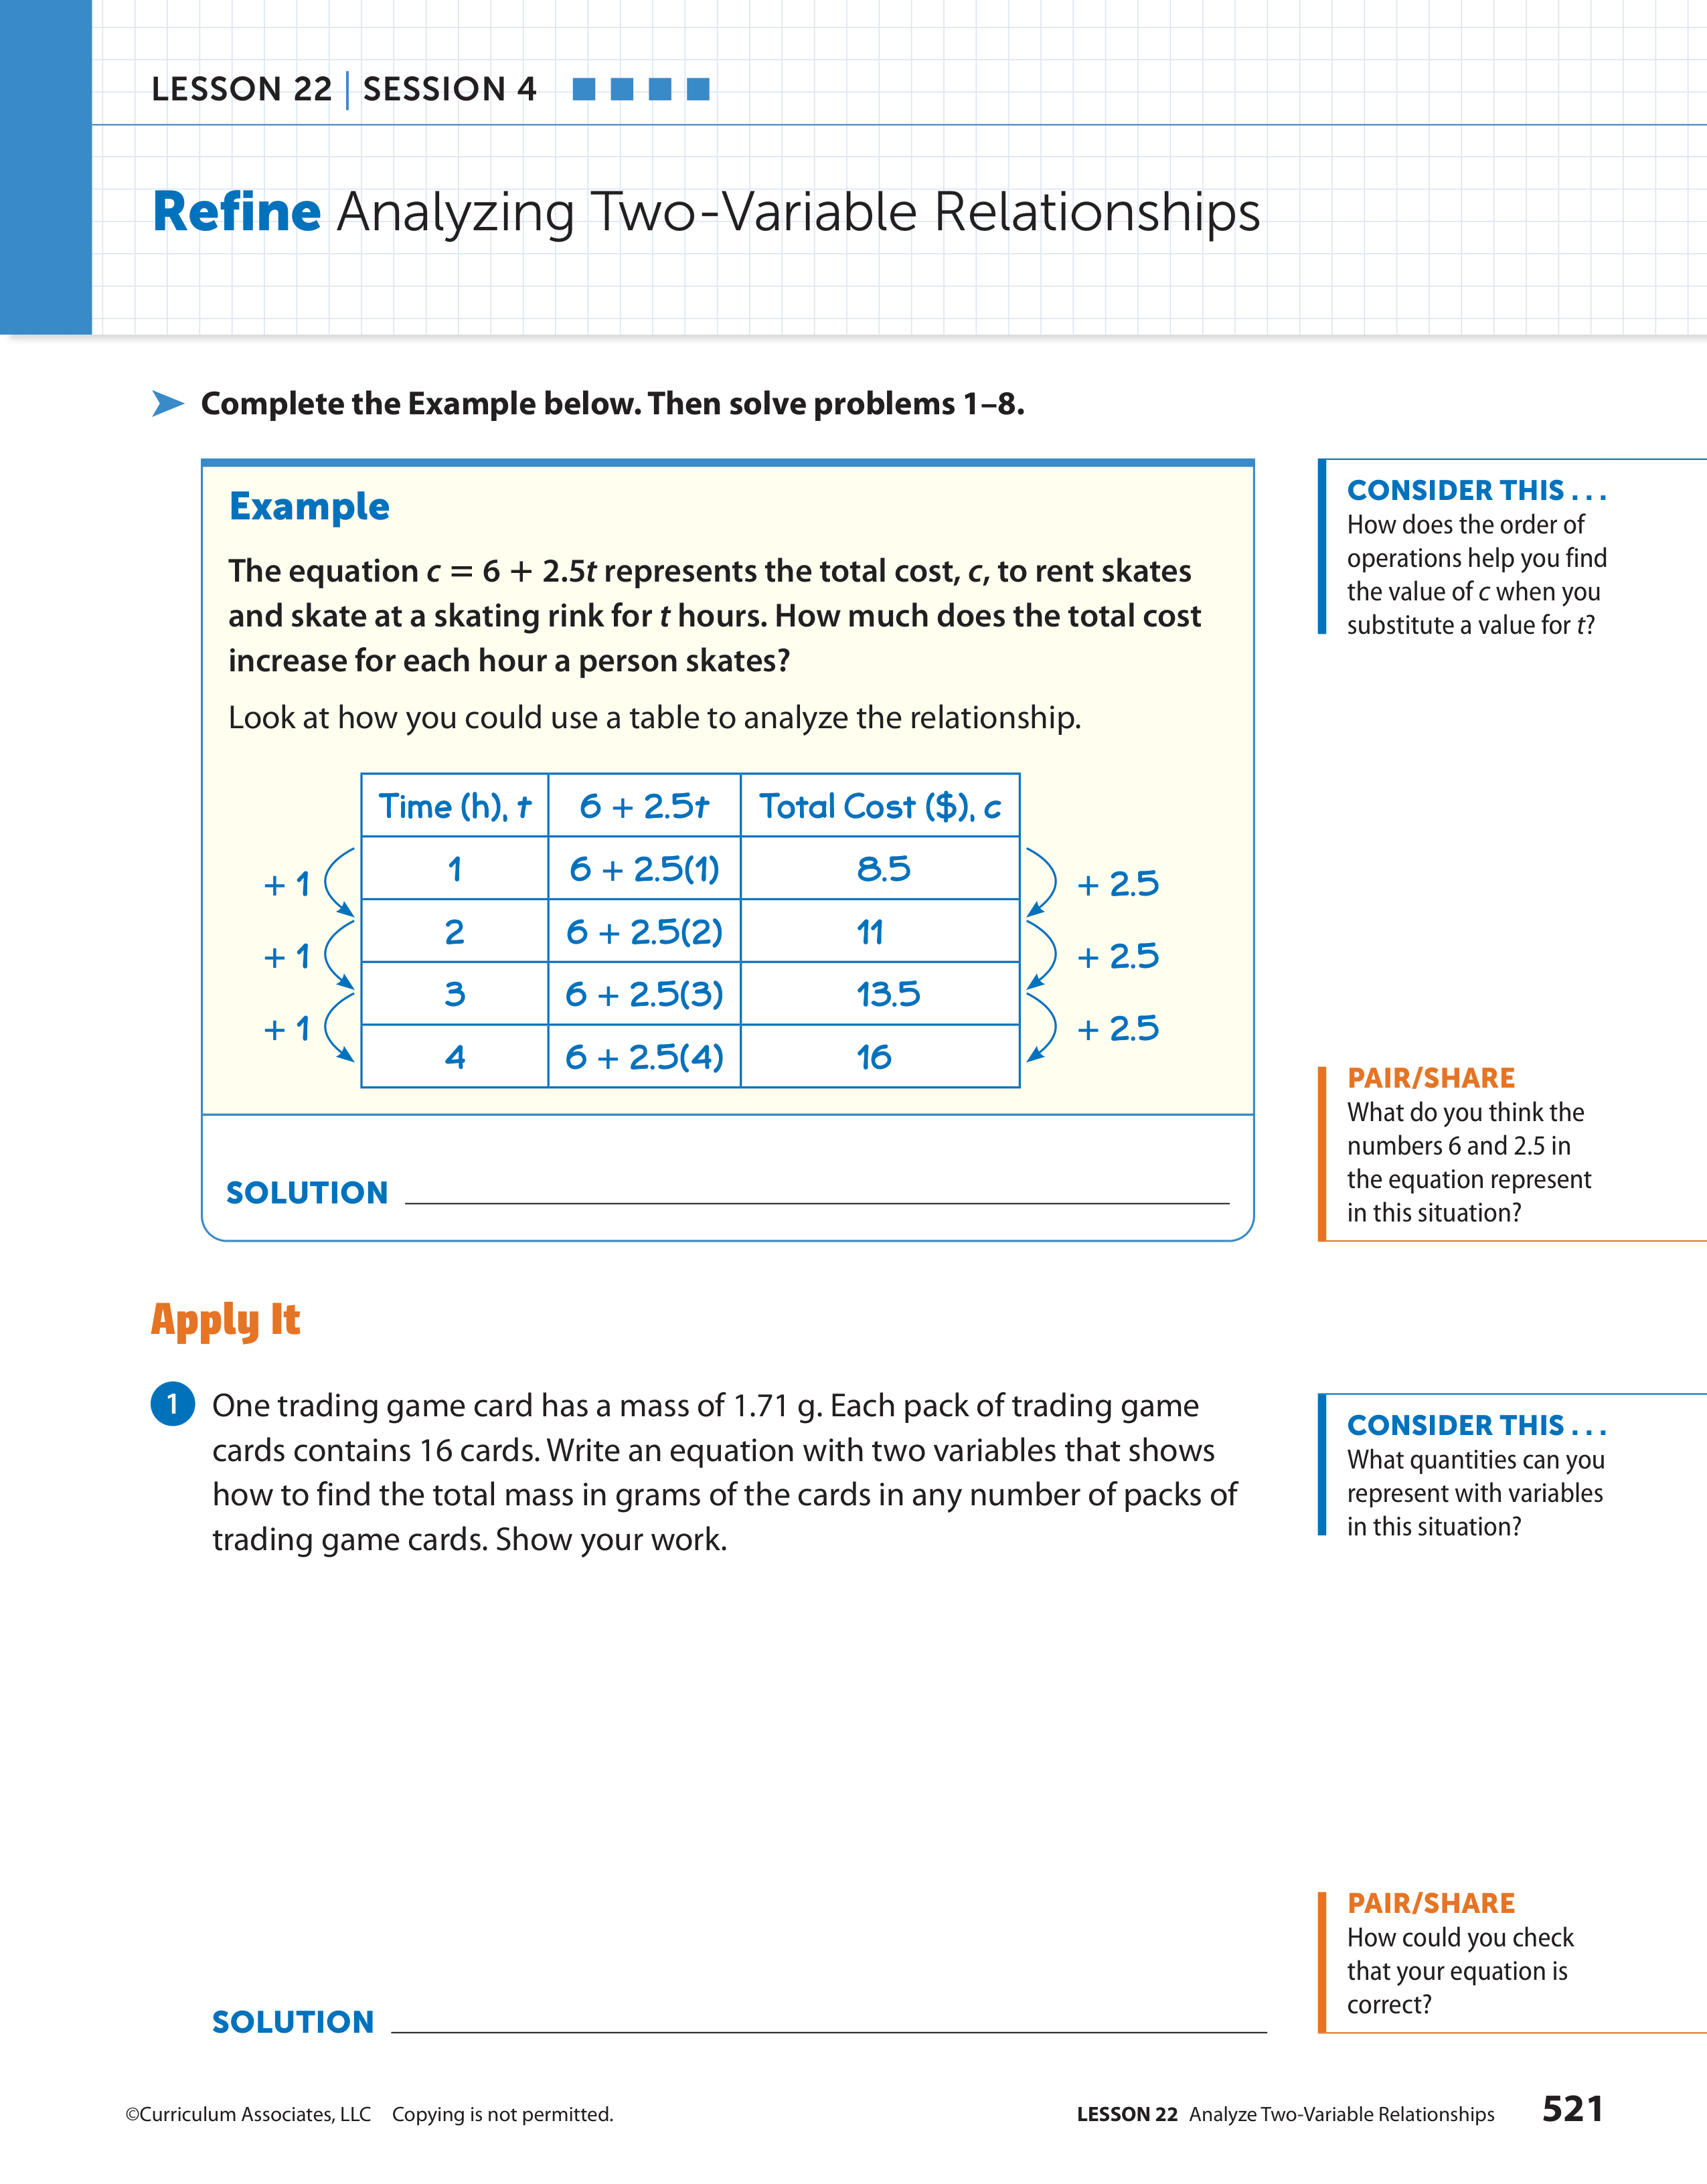 LESSON 22 | SESSION 4
Refine Analyzing Two-Variable Relationships
Complete the Example below. Then solve problems 1–8.
Example
The equation c = 6 + 2.5t represents the total cost, c, to rent skates
and skate at a skating rink for t hours. How much does the total cost
increase for each hour a person skates?
Look at how you could use a table to analyze the relationship.
Time (h), t 6 + 2.5t Total Cost ($), c
1 6 + 2.5(1) 8.5
+ 1 + 2.5
2 6 + 2.5(2) 11
+ 1 + 2.5
3 6 + 2.5(3) 13.5
+ 1 + 2.5
4 6 + 2.5(4) 16
SOLUTION
CONSIDER THIS . . .
How does the order of
operations help you find
the value of c when you
substitute a value for t?
PAIR/SHARE
What do you think the
numbers 6 and 2.5 in
the equation represent
in this situation?
Apply It
1 One trading game card has a mass of 1.71 g. Each pack of trading game
cards contains 16 cards. Write an equation with two variables that shows
how to find the total mass in grams of the cards in any number of packs of
trading game cards. Show your work.
CONSIDER THIS . . .
What quantities can you
represent with variables
in this situation?
PAIR/SHARE
How could you check
that your equation is
correct?
SOLUTION
©Curriculum Associates, LLC Copying is not permitted.
LESSON 22 Analyze Two-Variable Relationships 521